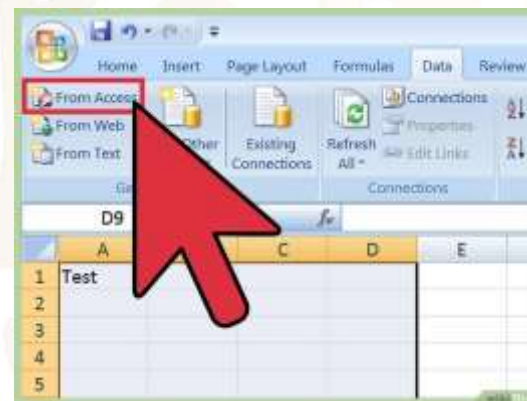 Home Insert Page Layout Formulas Data Review
From Access
From Web
From Text
Other
Existing Connections
Refresh All
Connections
Properties
Edit Links
Connections
D9
fx
A C D E
1 Test
2
3
4
5